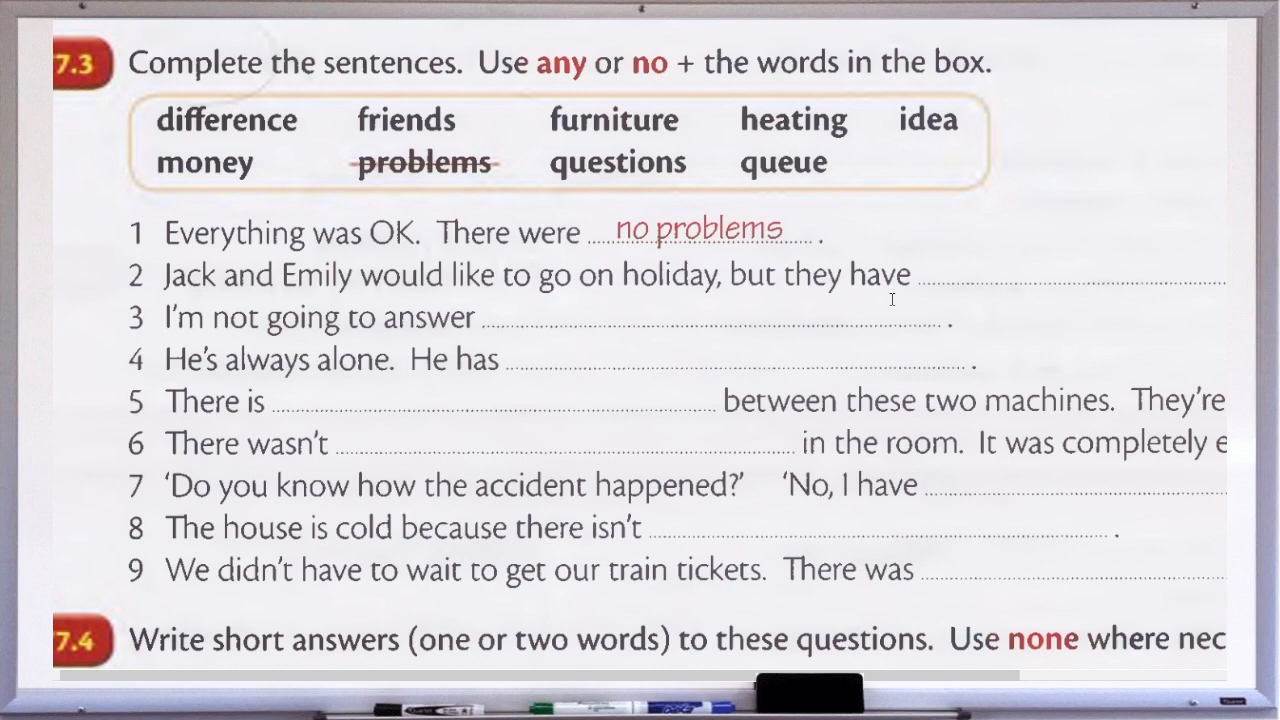 7.3 Complete the sentences. Use any or no + the words in the box.
difference friends furniture heating idea
money problems questions queue
1 Everything was OK. There were no problems .
2 Jack and Emily would like to go on holiday, but they have
3 I'm not going to answer .
4 He's always alone. He has .
5 There is between these two machines. They're
6 There wasn't in the room. It was completely
7 ‘Do you know how the accident happened?’ ‘No, I have
8 The house is cold because there isn't .
9 We didn't have to wait to get our train tickets. There was
7.4 Write short answers (one or two words) to these questions. Use none where